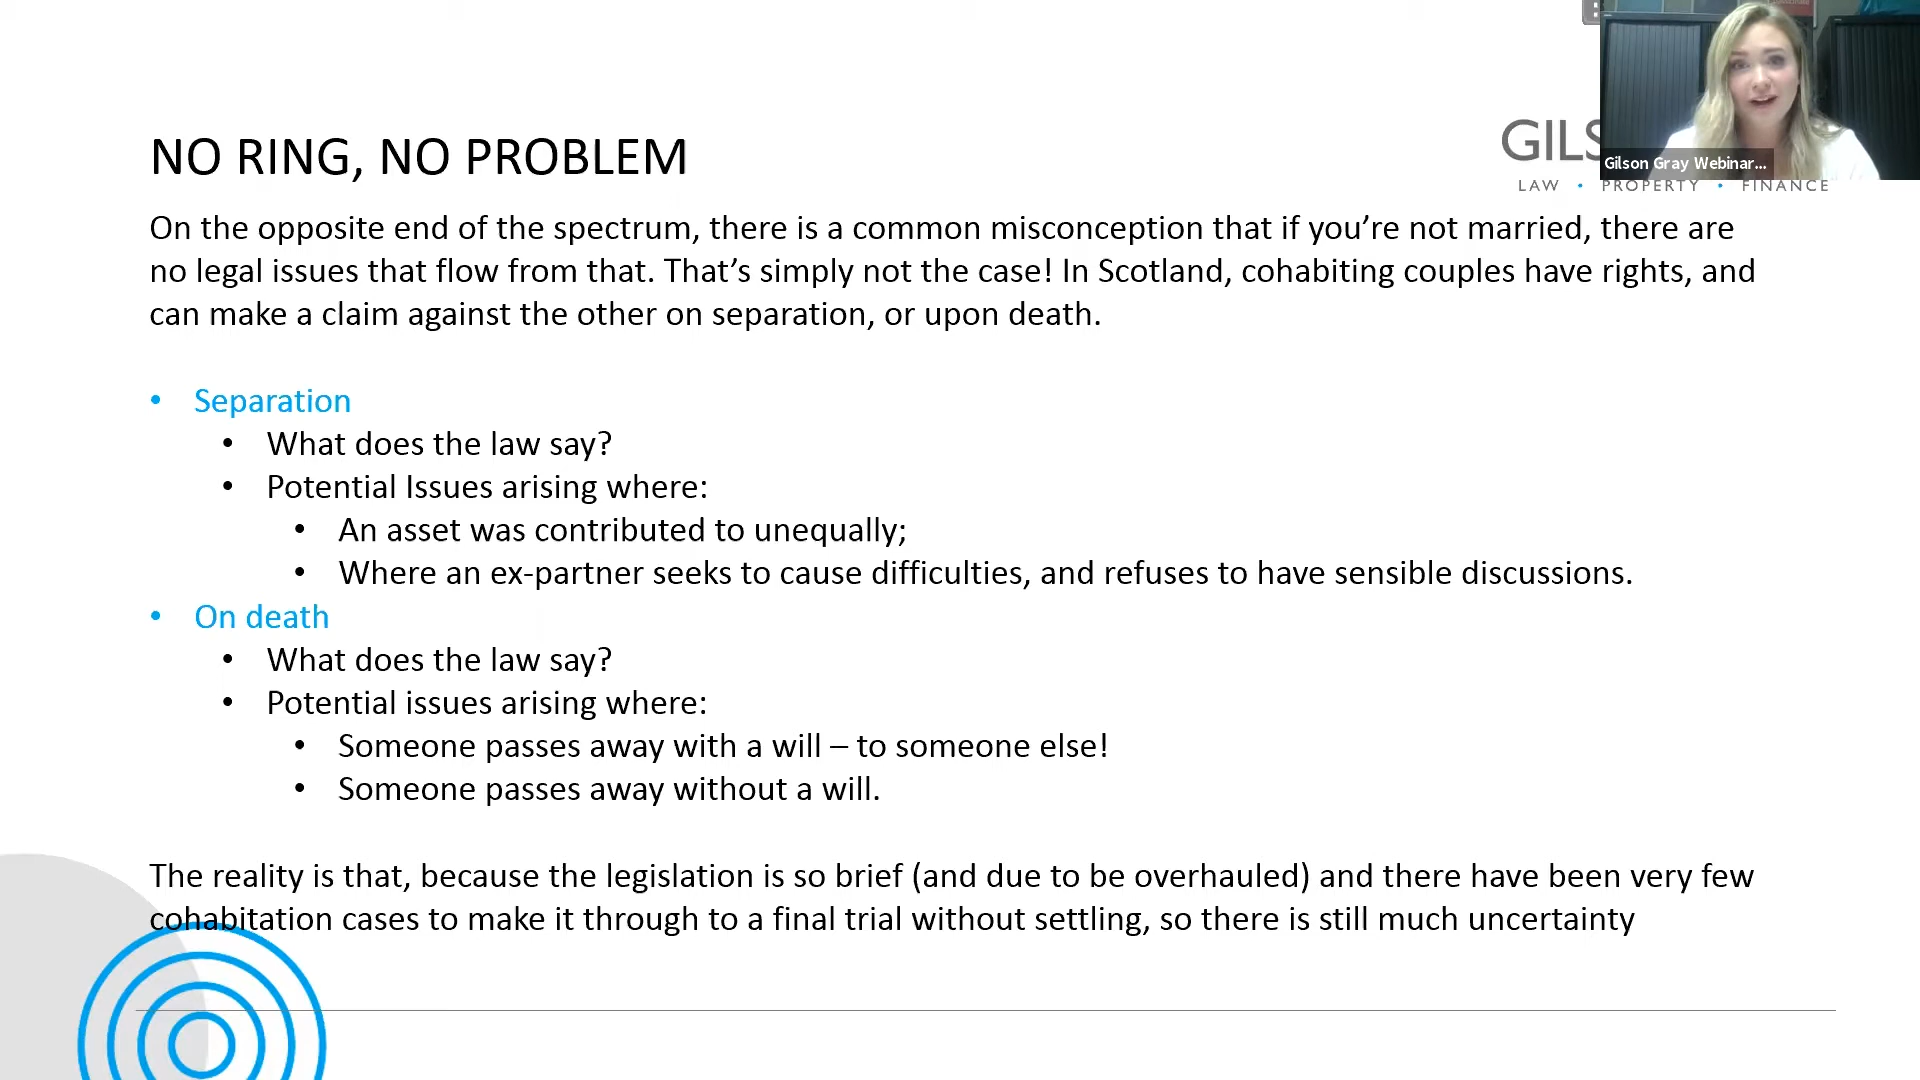 NO RING, NO PROBLEM
GILS
Gilson Gray Webinar...
LAW • PROPERTY • FINANCE
On the opposite end of the spectrum, there is a common misconception that if you’re not married, there are
no legal issues that flow from that. That’s simply not the case! In Scotland, cohabiting couples have rights, and
can make a claim against the other on separation, or upon death.
• Separation
• What does the law say?
• Potential Issues arising where:
• An asset was contributed to unequally;
• Where an ex-partner seeks to cause difficulties, and refuses to have sensible discussions.
• On death
• What does the law say?
• Potential issues arising where:
• Someone passes away with a will – to someone else!
• Someone passes away without a will.
The reality is that, because the legislation is so brief (and due to be overhauled) and there have been very few
cohabitation cases to make it through to a final trial without settling, so there is still much uncertainty